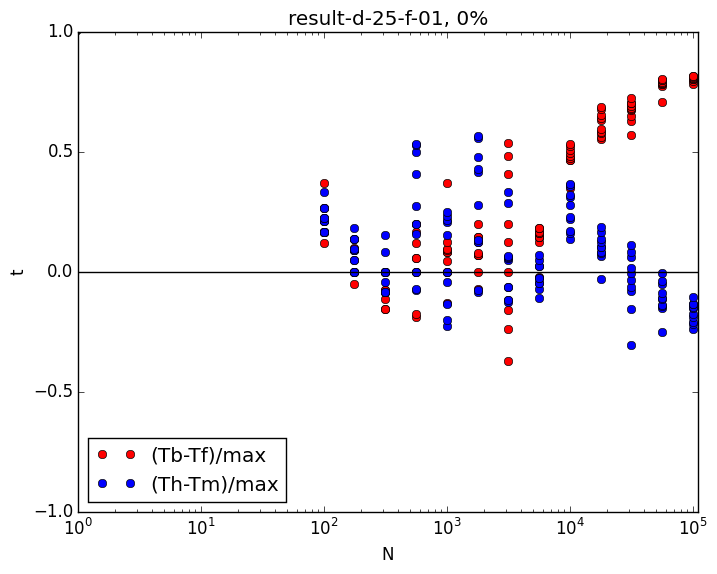 result-d-25-f-01, 0%
1.0
0.5
0.0
−0.5
−1.0
t
(Tb-Tf)/max
(Th-Tm)/max
10⁰ 10¹ 10² 10³ 10⁴ 10⁵
N